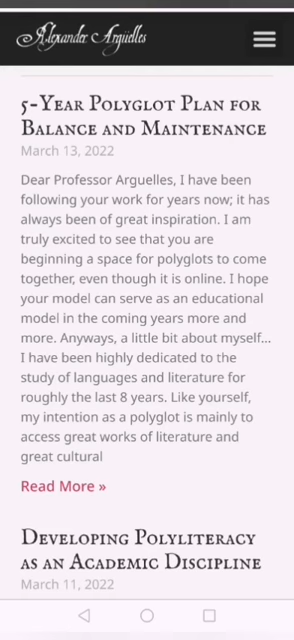 Alexander Argüelles
5-Year Polyglot Plan for
Balance and Maintenance
March 13, 2022
Dear Professor Arguelles, I have been
following your work for years now; it has
always been of great inspiration. I am
truly excited to see that you are
beginning a space for polyglots to come
together, even though it is online. I hope
your model can serve as an educational
model in the coming years more and
more. Anyways, a little bit about myself…
I have been highly dedicated to the
study of languages and literature for
roughly the last 8 years. Like yourself,
my intention as a polyglot is mainly to
access great works of literature and
great cultural
Read More »
Developing Polyliteracy
as an Academic Discipline
March 11, 2022